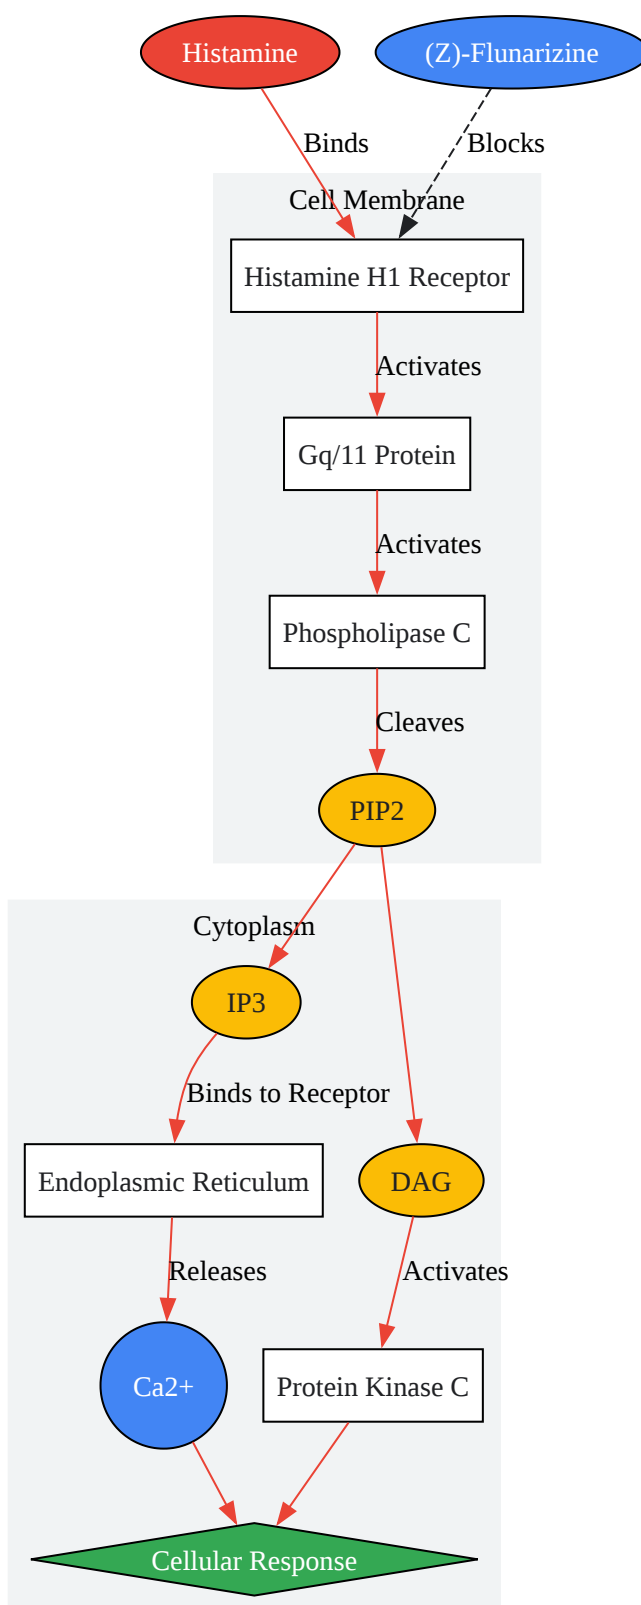 Histamine
(Z)-Flunarizine
Binds
Blocks
Cell Membrane
Histamine H1 Receptor
Activates
Gq/11 Protein
Activates
Phospholipase C
Cleaves
PIP2
Cytoplasm
IP3
Binds to Receptor
Endoplasmic Reticulum
DAG
Releases
Activates
Ca2+
Protein Kinase C
Cellular Response